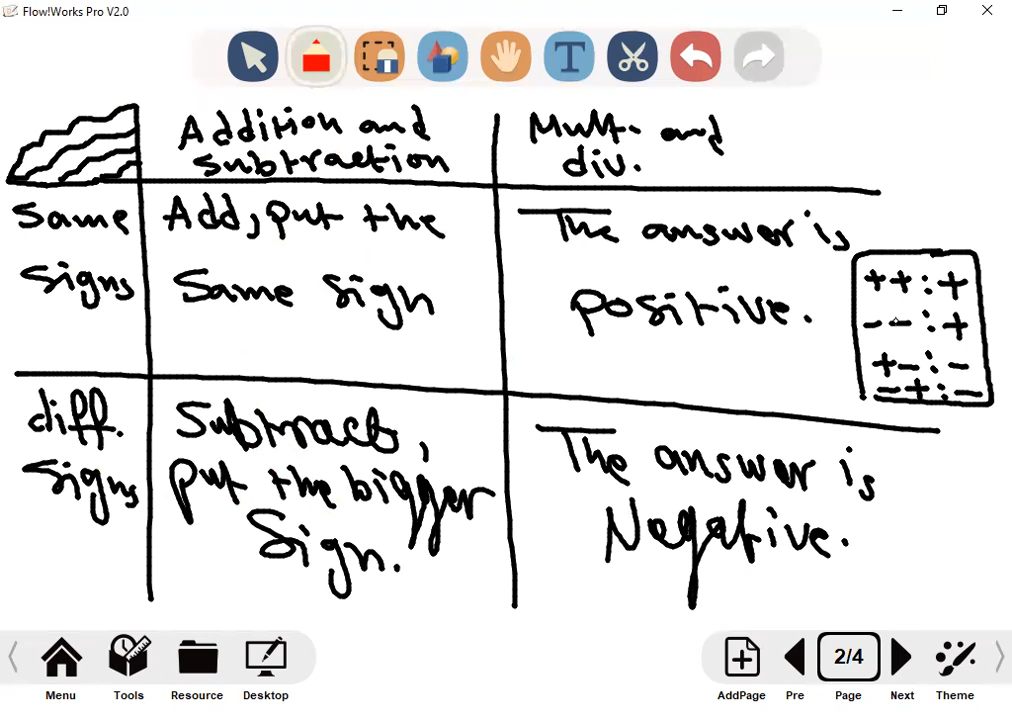 Flow!Works Pro V2.0
Addition and
subtraction
Mult. and
div.
Same
signs
Add, put the
Same sign
The answer is
positive.
++:+
--:+
+-:-
-+:-
diff.
signs
Subtract,
put the bigger
Sign.
The answer is
Negative.
Menu
Tools
Resource
Desktop
AddPage
Pre
2/4
Page
Next
Theme